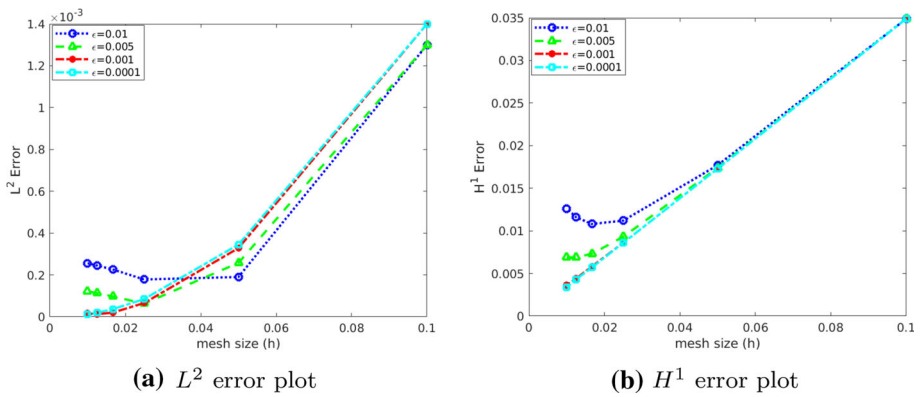 ×10⁻³
1.4
1.2
1
0.8
0.6
0.4
0.2
0
L² Error
ϵ=0.01
ϵ=0.005
ϵ=0.001
ϵ=0.0001
0 0.02 0.04 0.06 0.08 0.1
mesh size (h)
(a) L² error plot
0.035
0.03
0.025
0.02
0.015
0.01
0.005
0
H¹ Error
ϵ=0.01
ϵ=0.005
ϵ=0.001
ϵ=0.0001
0 0.02 0.04 0.06 0.08 0.1
mesh size (h)
(b) H¹ error plot